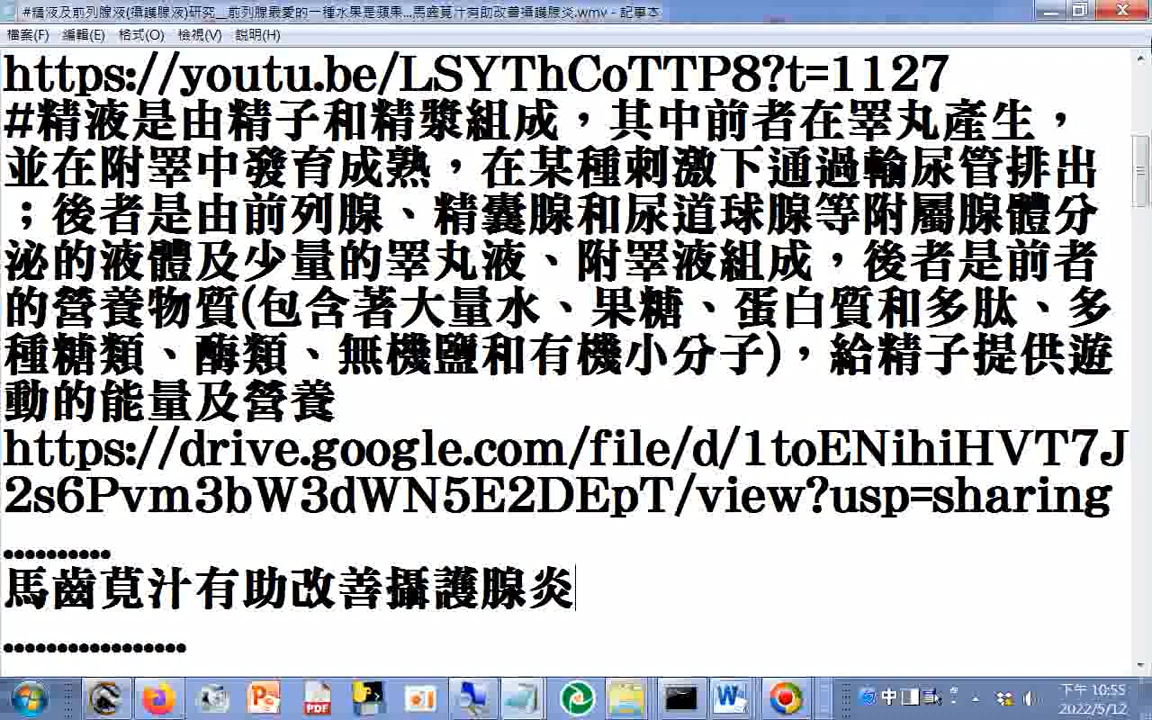 #精液及前列腺液(攝護腺液)研究__前列腺最愛的一種水果是蘋果...馬齒莧汁有助改善攝護腺炎.wmv - 記事本
檔案(F) 編輯(E) 格式(O) 檢視(V) 說明(H)
https://youtu.be/LSYThCoTTP8?t=1127
#精液是由精子和精漿組成，其中前者在睪丸產生，
並在附睪中發育成熟，在某種刺激下通過輸尿管排出
；後者是由前列腺、精囊腺和尿道球腺等附屬腺體分
泌的液體及少量的睪丸液、附睪液組成，後者是前者
的營養物質(包含著大量水、果糖、蛋白質和多肽、多
種糖類、酶類、無機鹽和有機小分子)，給精子提供遊
動的能量及營養
https://drive.google.com/file/d/1toENihiHVT7J
2s6Pvm3bW3dWN5E2DEpT/view?usp=sharing
..........
馬齒莧汁有助改善攝護腺炎
.................
中
下午 10:55
2022/5/12